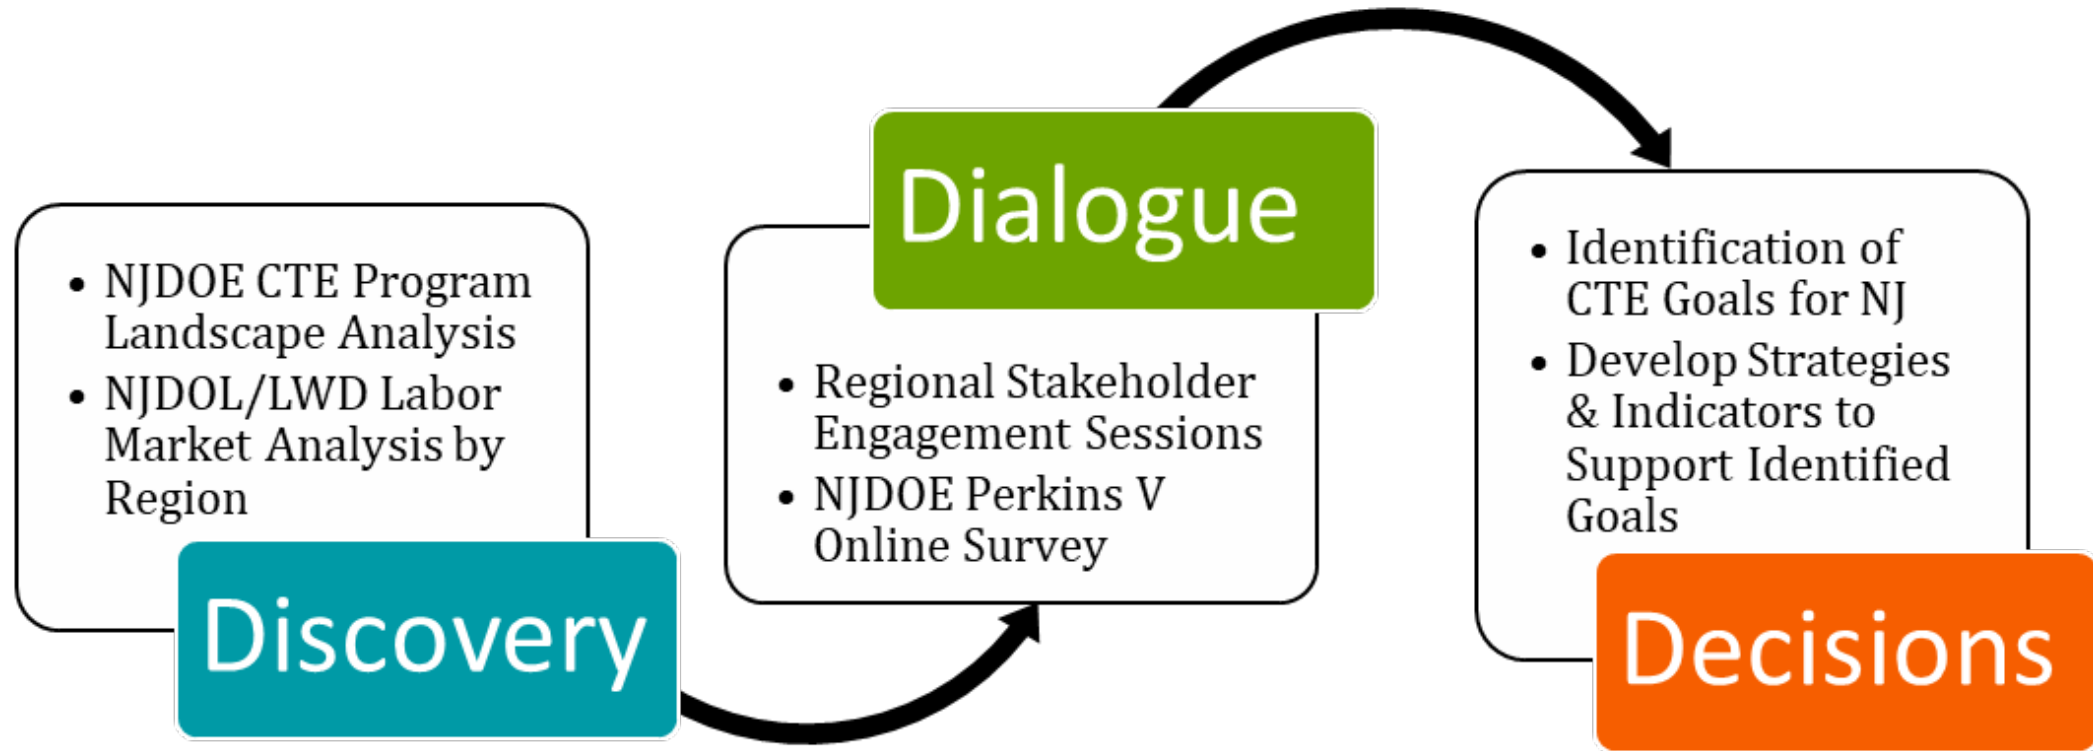 • NJDOE CTE Program
Landscape Analysis
• NJDOL/LWD Labor
Market Analysis by
Region
Discovery
Dialogue
• Regional Stakeholder
Engagement Sessions
• NJDOE Perkins V
Online Survey
• Identification of
CTE Goals for NJ
• Develop Strategies
& Indicators to
Support Identified
Goals
Decisions